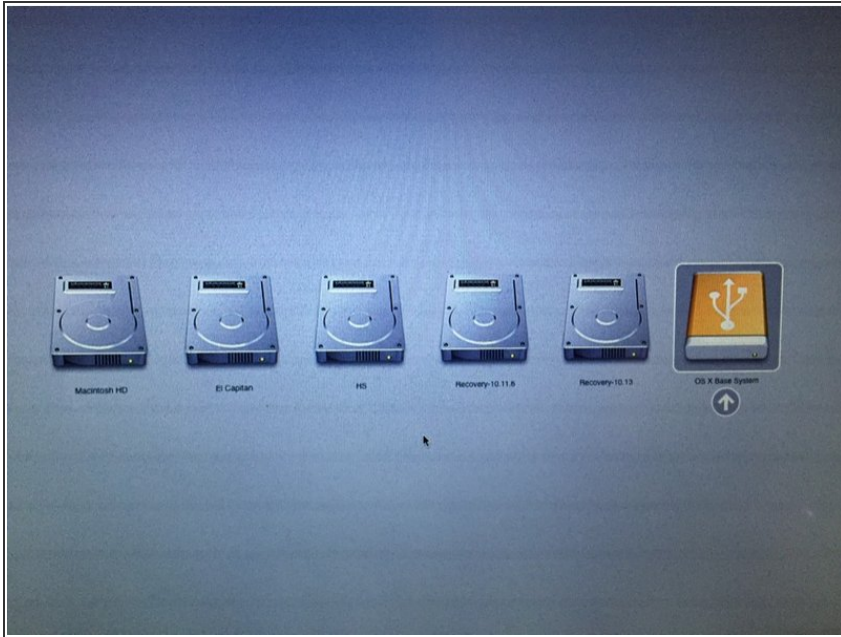 Macintosh HD
El Capitan
HS
Recovery-10.11.6
Recovery-10.13
OS X Base System